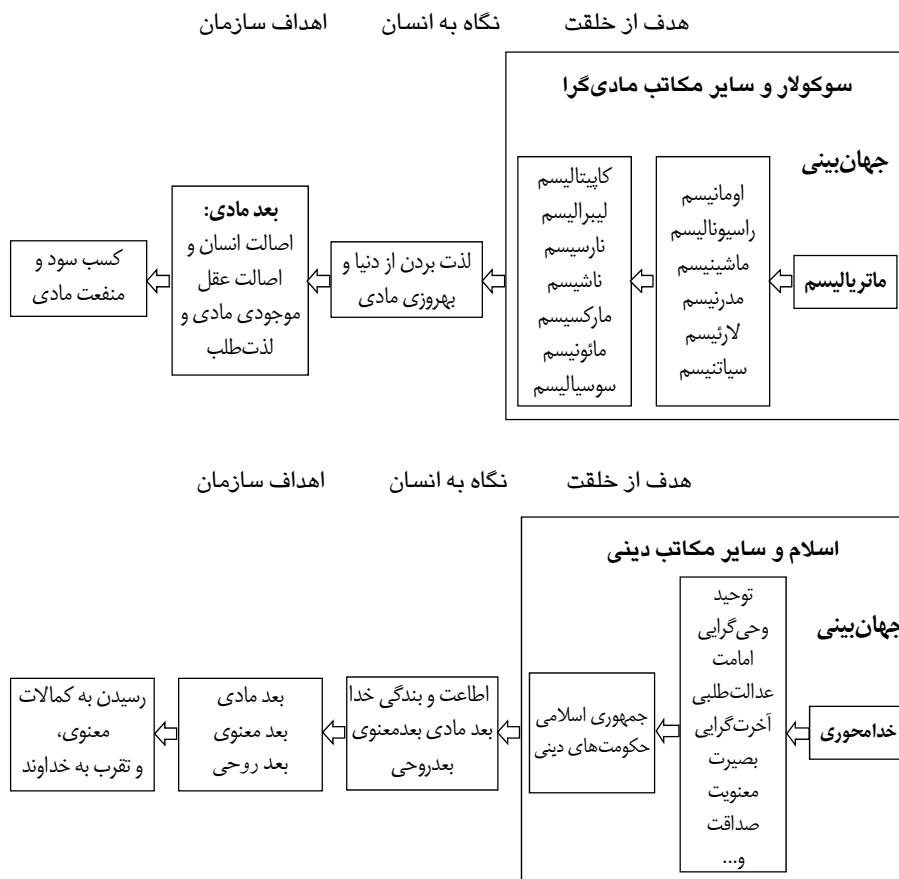 هدف از خلقت نگاه به انسان اهداف سازمان
سوکولار و سایر مکاتب مادی‌گرا
جهان‌بینی
ماتریالیسم
اومانیسم
راسیونالیسم
ماشینیسم
مدرنیسم
لارئیسم
سیاتنیسم
کاپیتالیسم
لیبرالیسم
نارسیسم
ناشیسم
مارکسیسم
مائونیسم
سوسیالیسم
لذت بردن از دنیا و
بهروزی مادی
بعد مادی:
اصالت انسان و
اصالت عقل
موجودی مادی و
لذت‌طلب
کسب سود و
منفعت مادی
هدف از خلقت نگاه به انسان اهداف سازمان
اسلام و سایر مکاتب دینی
جهان‌بینی
خدامحوری
توحید
وحی‌گرایی
امامت
عدالت‌طلبی
آخرت‌گرایی
بصیرت
معنویت
صداقت
و...
جمهوری اسلامی
حکومت‌های دینی
اطاعت و بندگی خدا
بعد مادی بعدمعنوی
بعدروحی
بعد مادی
بعد معنوی
بعد روحی
رسیدن به کمالات
معنوی،
و تقرب به خداوند